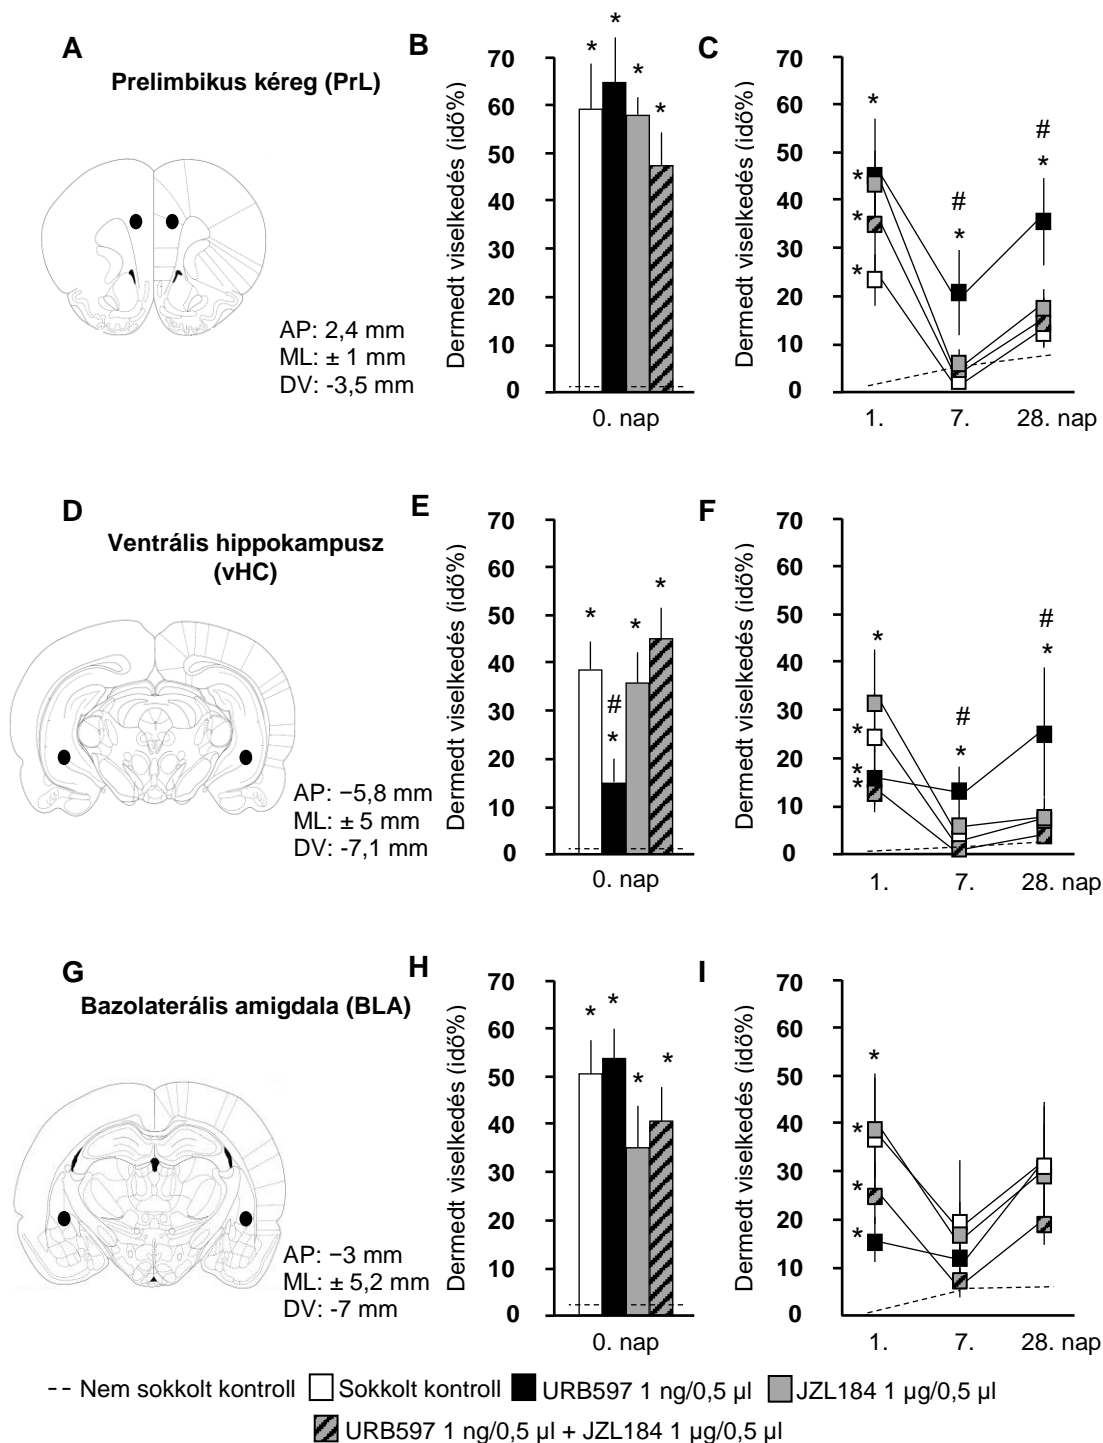 A
Prelimbikus kéreg (PrL)
AP: 2,4 mm
ML: ± 1 mm
DV: -3,5 mm
B
Dermedt viselkedés (idő%)
70
60
50
40
30
20
10
0
* * * *
0. nap
C
Dermedt viselkedés (idő%)
70
60
50
40
30
20
10
0
*
*
*
*
#
*
#
*
1. 7. 28. nap
D
Ventrális hippokampusz
(vHC)
AP: −5,8 mm
ML: ± 5 mm
DV: -7,1 mm
E
Dermedt viselkedés (idő%)
70
60
50
40
30
20
10
0
*
#
*
*
*
0. nap
F
Dermedt viselkedés (idő%)
70
60
50
40
30
20
10
0
*
*
*
*
#
*
#
*
1. 7. 28. nap
G
Bazolaterális amigdala (BLA)
AP: −3 mm
ML: ± 5,2 mm
DV: -7 mm
H
Dermedt viselkedés (idő%)
70
60
50
40
30
20
10
0
* * * *
0. nap
I
Dermedt viselkedés (idő%)
70
60
50
40
30
20
10
0
*
*
*
*
1. 7. 28. nap
-- Nem sokkolt kontroll Sokkolt kontroll URB597 1 ng/0,5 µl JZL184 1 µg/0,5 µl
URB597 1 ng/0,5 µl + JZL184 1 µg/0,5 µl